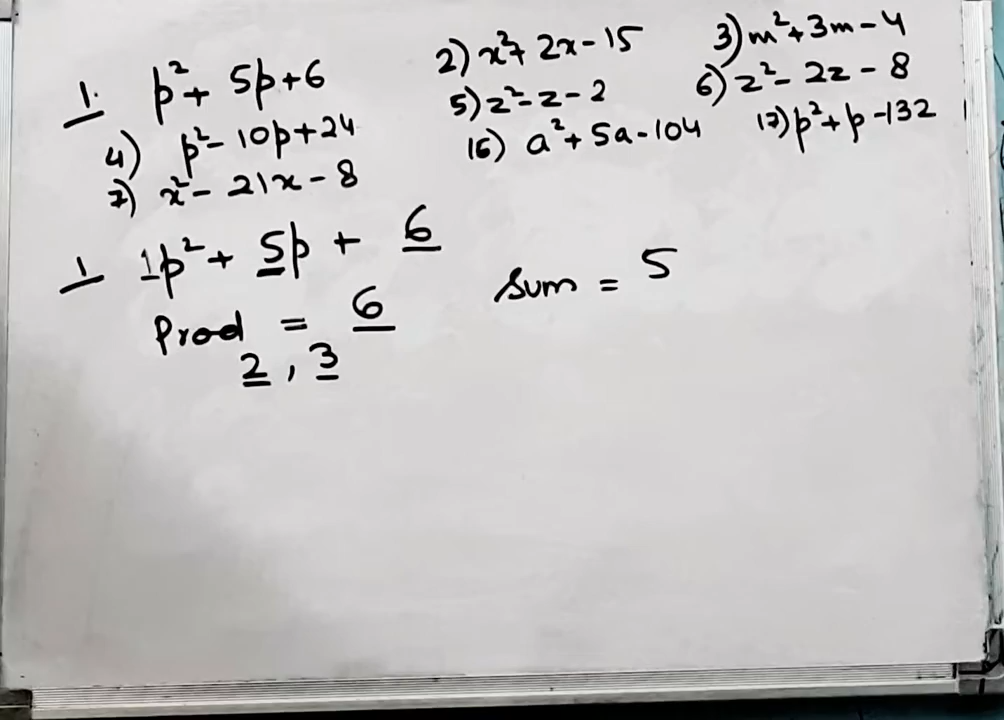 1. p²+ 5p+6 2) x²+ 2x-15 3) m²+3m-4
4) p²-10p+24 5) z²-z-2 6) z²-2z-8
7) x²-21x-8 16) a²+5a-104 17) p²+p-132
1 1p²+ 5p + 6
Prod = 6 Sum = 5
2, 3